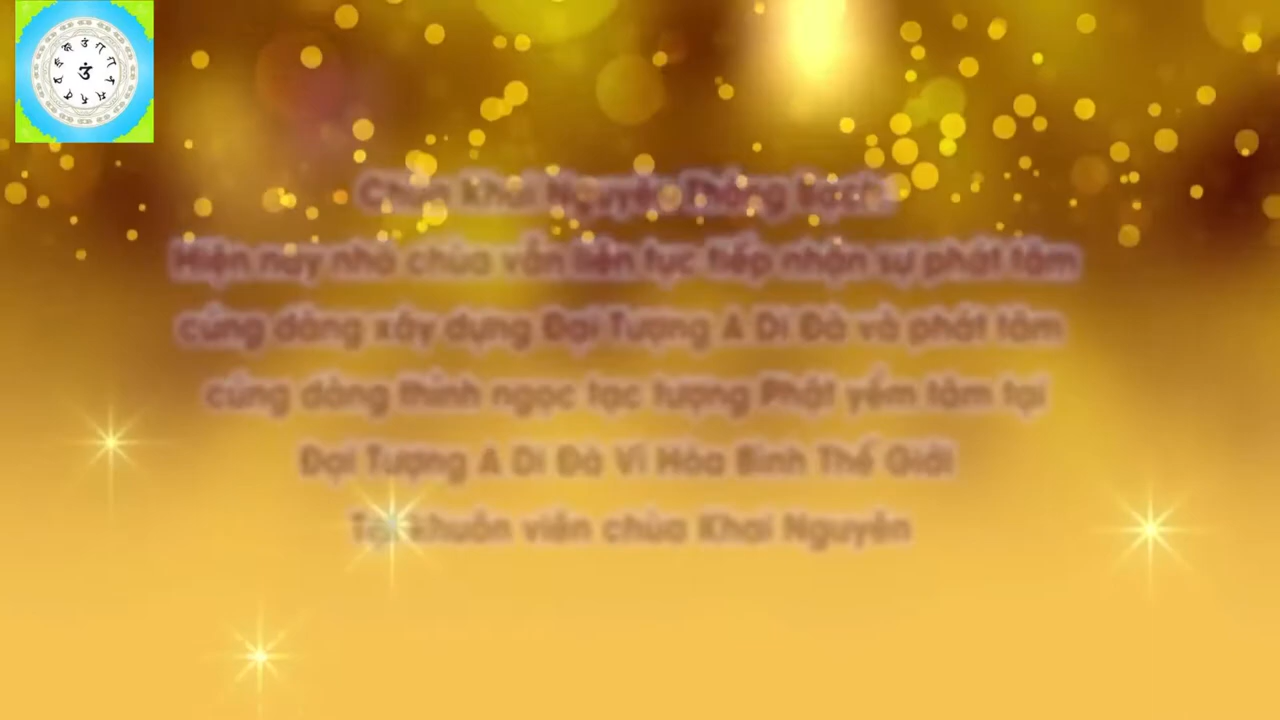 Chùa Khai Nguyên Thông Bạch
Hiện nay nhà chùa vẫn liên tục tiếp nhận sự phát tâm
cúng dàng xây dựng Đại Tượng A Di Đà và phát tâm
cúng dàng thỉnh ngọc tạc tượng Phật yểm tâm tại
Đại Tượng A Di Đà Vì Hòa Bình Thế Giới
Tại khuôn viên chùa Khai Nguyên